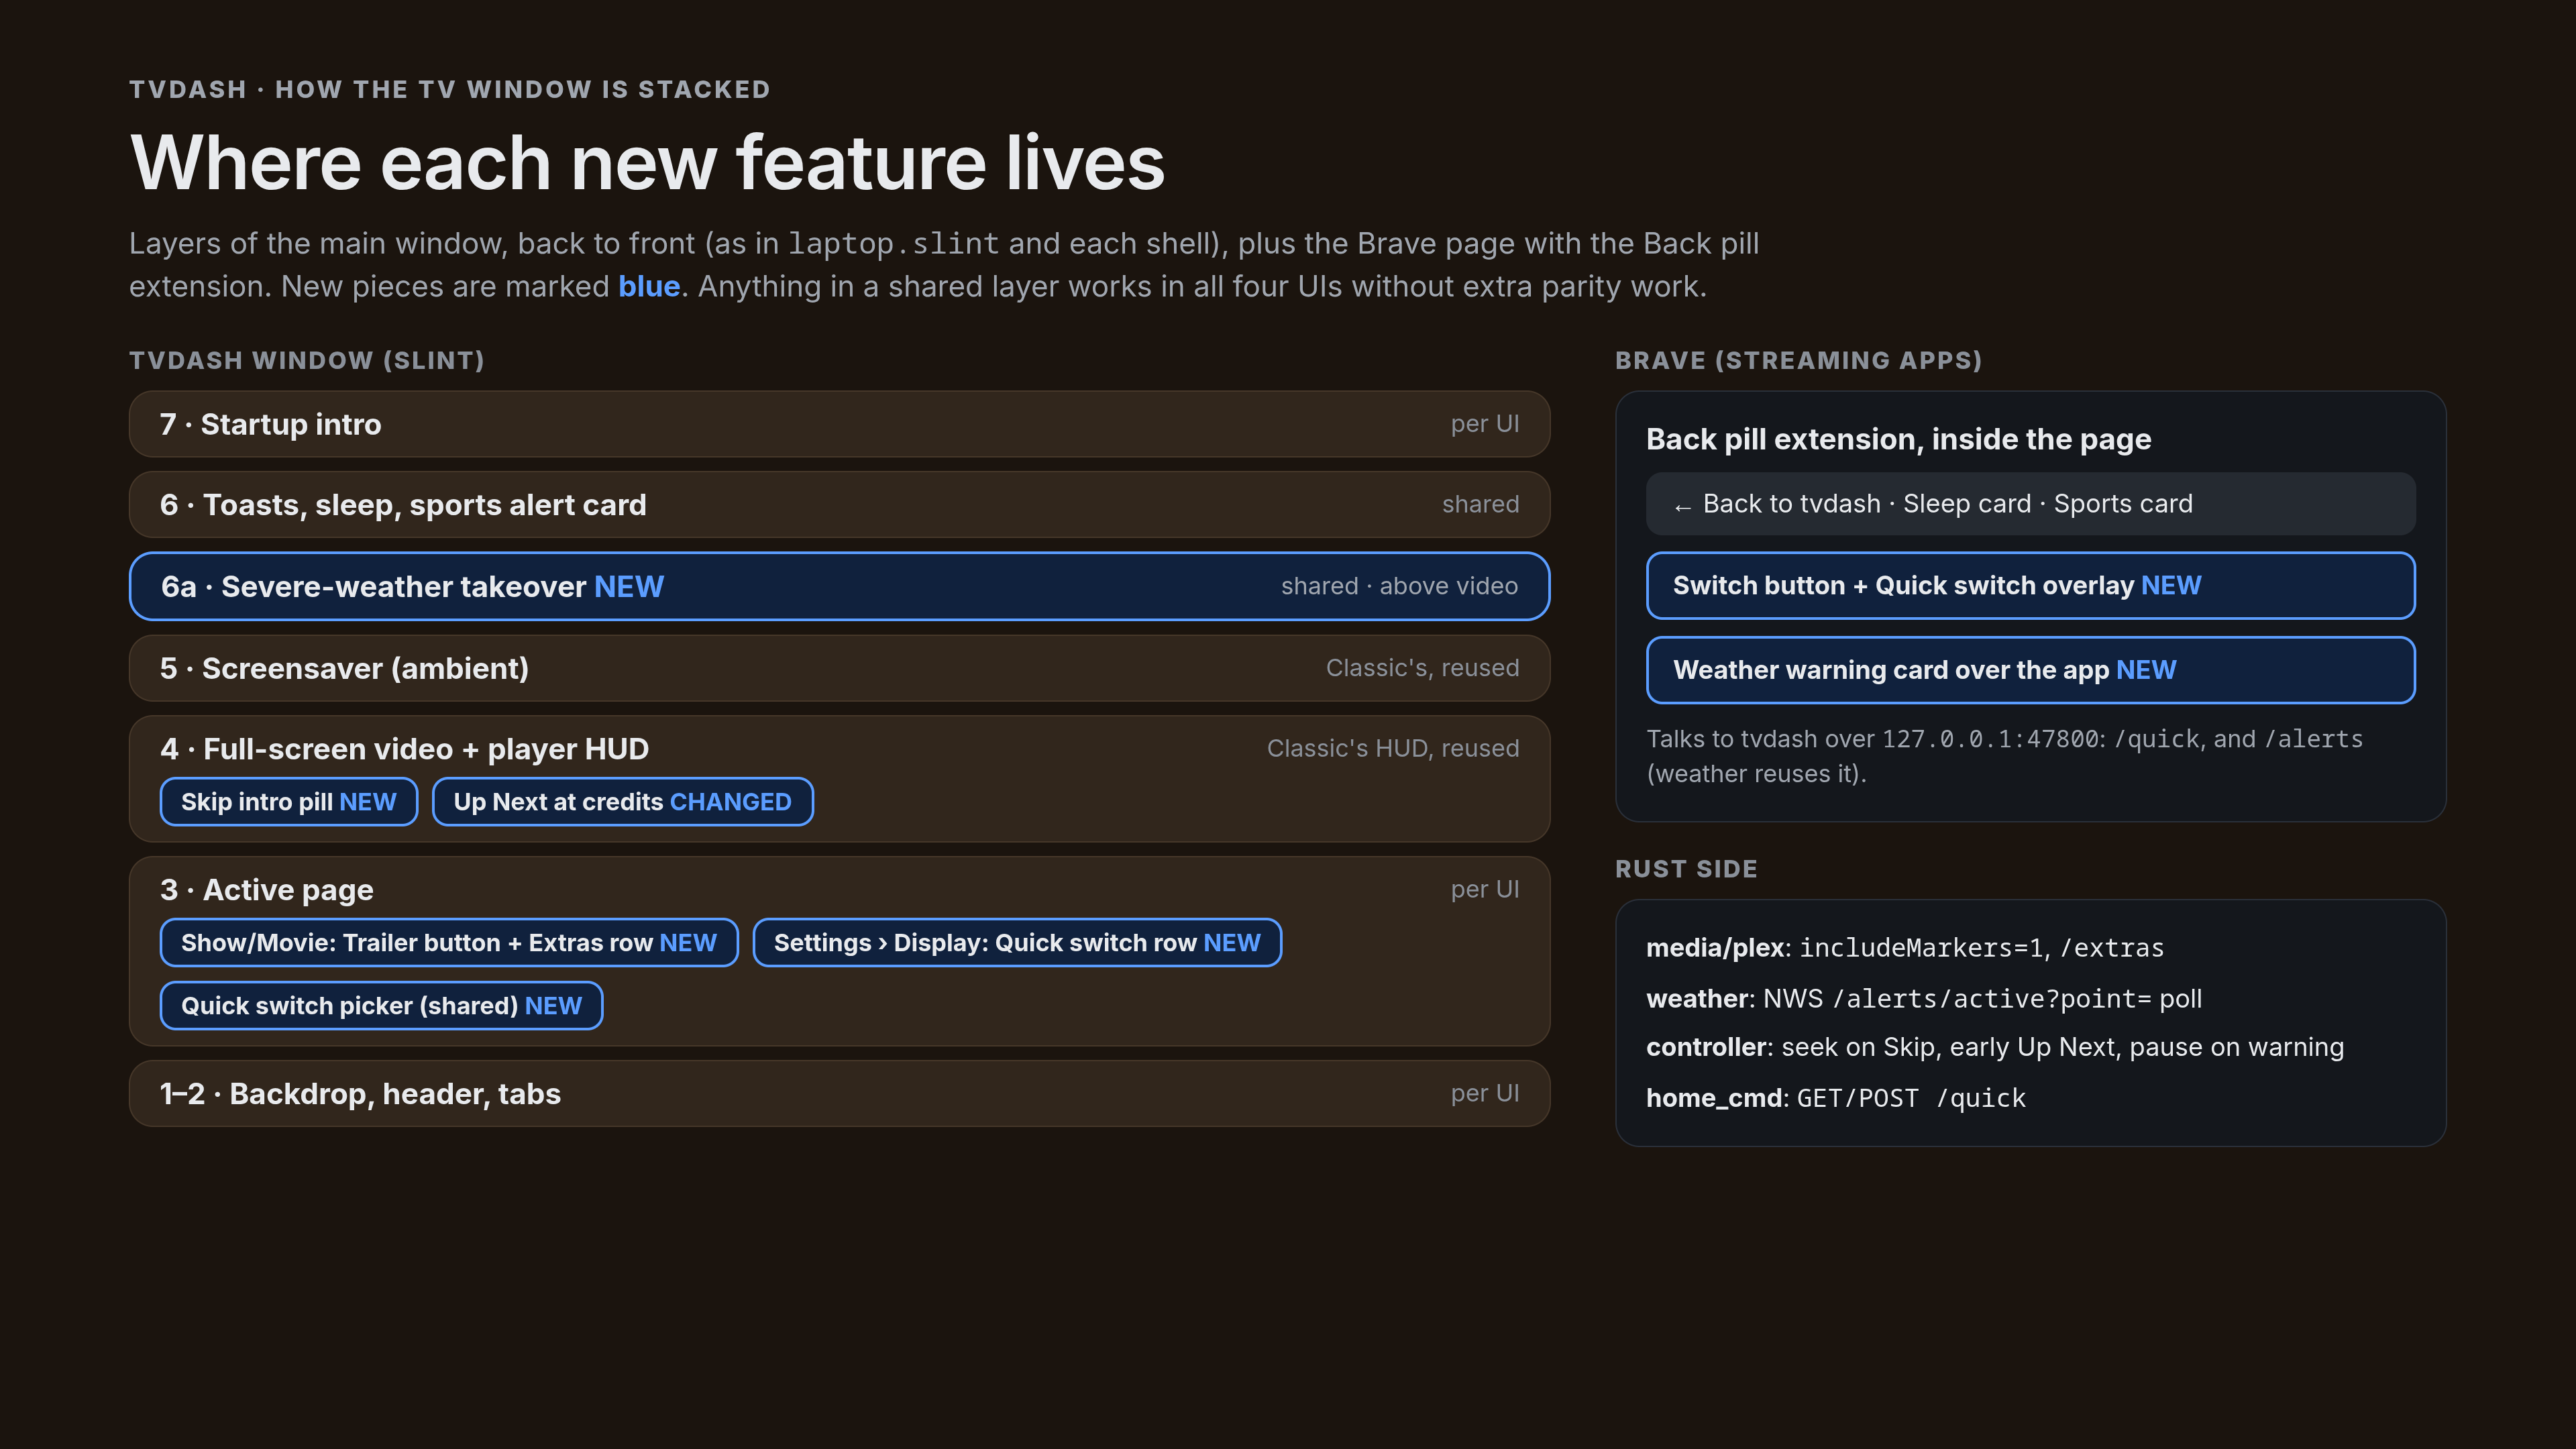 TVDASH · HOW THE TV WINDOW IS STACKED
Where each new feature lives
Layers of the main window, back to front (as in laptop.slint and each shell), plus the Brave page with the Back pill
extension. New pieces are marked blue. Anything in a shared layer works in all four UIs without extra parity work.
TVDASH WINDOW (SLINT)
7 · Startup intro per UI
6 · Toasts, sleep, sports alert card shared
6a · Severe-weather takeover NEW shared · above video
5 · Screensaver (ambient) Classic's, reused
4 · Full-screen video + player HUD Classic's HUD, reused
Skip intro pill NEW Up Next at credits CHANGED
3 · Active page per UI
Show/Movie: Trailer button + Extras row NEW Settings › Display: Quick switch row NEW
Quick switch picker (shared) NEW
1–2 · Backdrop, header, tabs per UI
BRAVE (STREAMING APPS)
Back pill extension, inside the page
← Back to tvdash · Sleep card · Sports card
Switch button + Quick switch overlay NEW
Weather warning card over the app NEW
Talks to tvdash over 127.0.0.1:47800: /quick, and /alerts
(weather reuses it).
RUST SIDE
media/plex: includeMarkers=1, /extras
weather: NWS /alerts/active?point= poll
controller: seek on Skip, early Up Next, pause on warning
home_cmd: GET/POST /quick